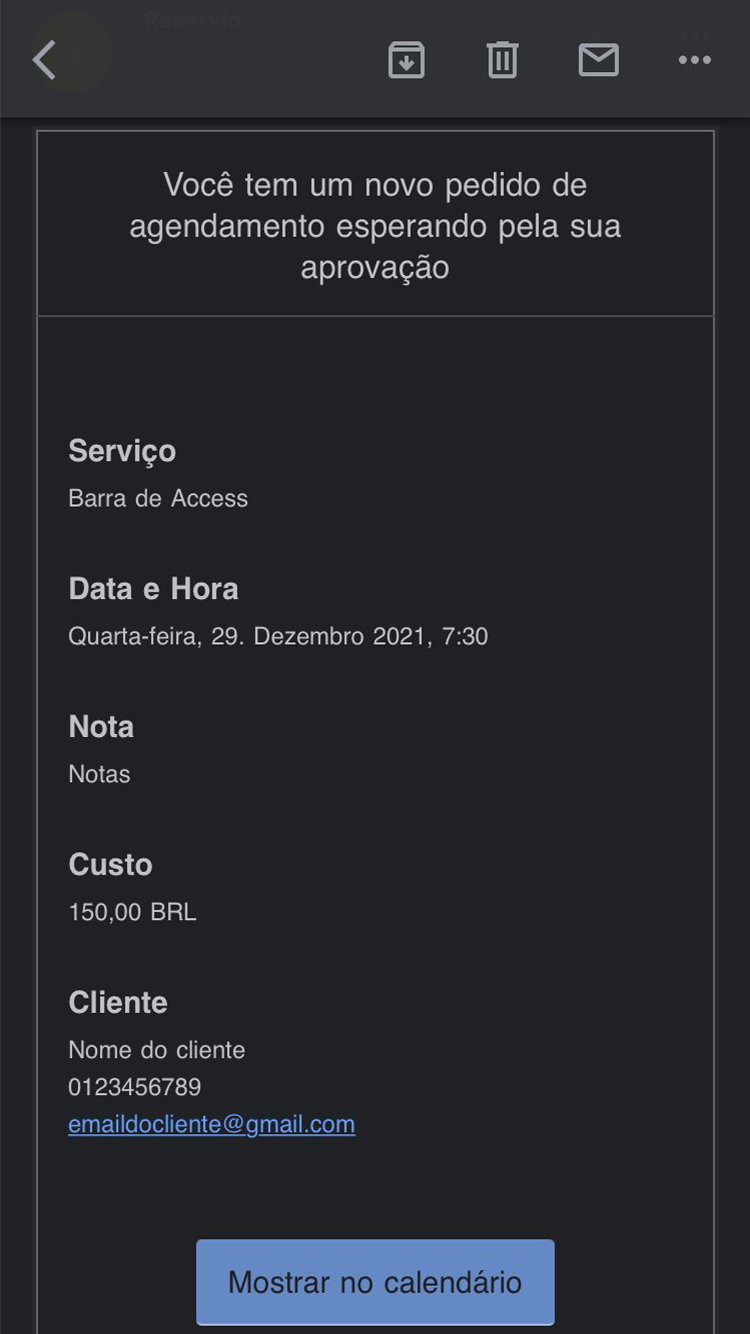 Reservio
Você tem um novo pedido de
agendamento esperando pela sua
aprovação
Serviço
Barra de Access
Data e Hora
Quarta-feira, 29. Dezembro 2021, 7:30
Nota
Notas
Custo
150,00 BRL
Cliente
Nome do cliente
0123456789
emaildocliente@gmail.com
Mostrar no calendário